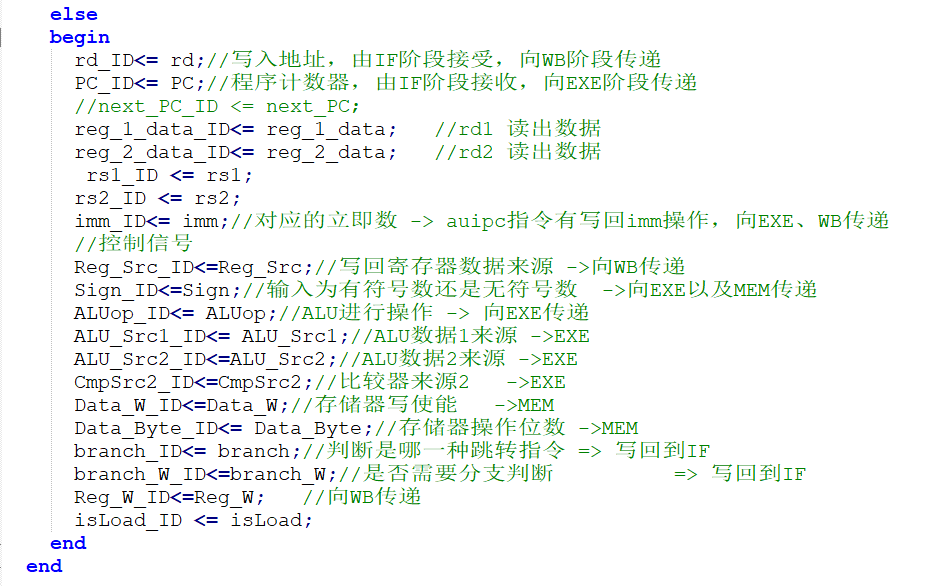 else
begin
rd_ID<= rd;//写入地址，由IF阶段接受，向WB阶段传递
PC_ID<= PC;//程序计数器，由IF阶段接收，向EXE阶段传递
//next_PC_ID <= next_PC;
reg_1_data_ID<= reg_1_data;   //rd1 读出数据
reg_2_data_ID<= reg_2_data;   //rd2 读出数据
rs1_ID <= rs1;
rs2_ID <= rs2;
imm_ID<= imm;//对应的立即数 -> auipc指令有写回imm操作，向EXE、WB传递
//控制信号
Reg_Src_ID<=Reg_Src;//写回寄存器数据来源 ->向WB传递
Sign_ID<=Sign;//输入为有符号数还是无符号数  ->向EXE以及MEM传递
ALUop_ID<= ALUop;//ALU进行操作 -> 向EXE传递
ALU_Src1_ID<= ALU_Src1;//ALU数据1来源 ->EXE
ALU_Src2_ID<=ALU_Src2;//ALU数据2来源 ->EXE
CmpSrc2_ID<=CmpSrc2;//比较器来源2   ->EXE
Data_W_ID<=Data_W;//存储器写使能   ->MEM
Data_Byte_ID<= Data_Byte;//存储器操作位数 ->MEM
branch_ID<= branch;//判断是哪一种跳转指令 => 写回到IF
branch_W_ID<=branch_W;//是否需要分支判断          => 写回到IF
Reg_W_ID<=Reg_W;   //向WB传递
isLoad_ID <= isLoad;
end
end